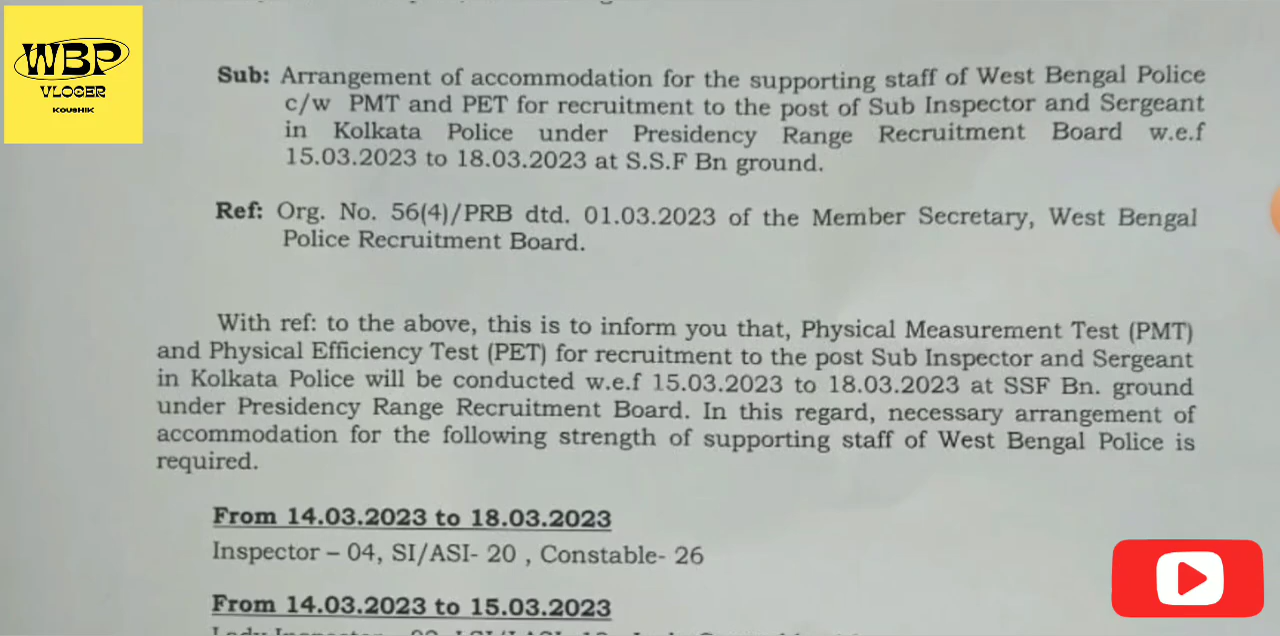 WBP
VLOGER
KOUSHIK
Sub: Arrangement of accommodation for the supporting staff of West Bengal Police
c/w PMT and PET for recruitment to the post of Sub Inspector and Sergeant
in Kolkata Police under Presidency Range Recruitment Board w.e.f
15.03.2023 to 18.03.2023 at S.S.F Bn ground.
Ref: Org. No. 56(4)/PRB dtd. 01.03.2023 of the Member Secretary, West Bengal
Police Recruitment Board.
With ref: to the above, this is to inform you that, Physical Measurement Test (PMT)
and Physical Efficiency Test (PET) for recruitment to the post Sub Inspector and Sergeant
in Kolkata Police will be conducted w.e.f 15.03.2023 to 18.03.2023 at SSF Bn. ground
under Presidency Range Recruitment Board. In this regard, necessary arrangement of
accommodation for the following strength of supporting staff of West Bengal Police is
required.
From 14.03.2023 to 18.03.2023
Inspector – 04, SI/ASI- 20 , Constable- 26
From 14.03.2023 to 15.03.2023